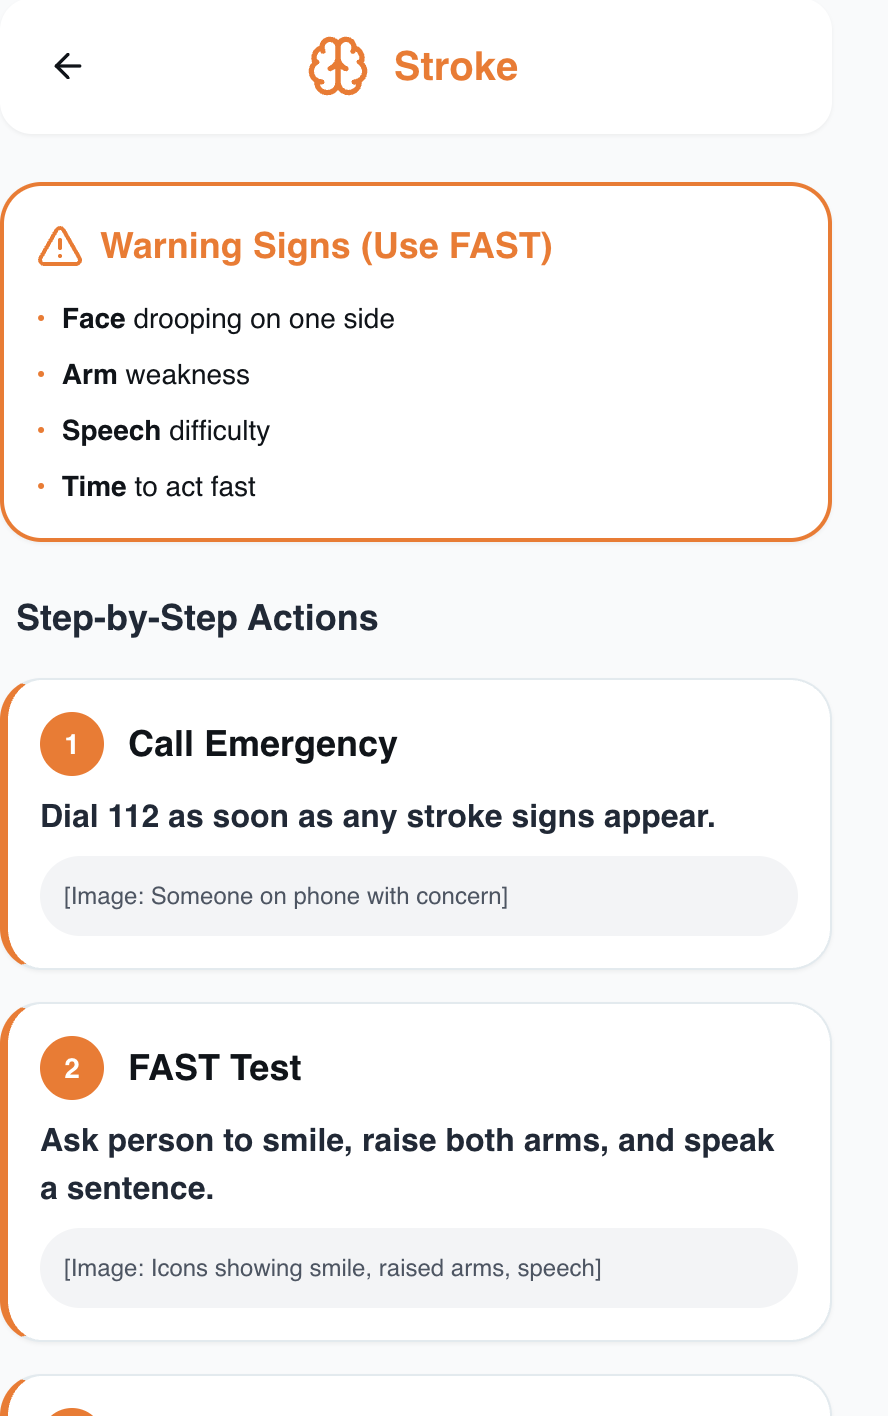 Stroke
Warning Signs (Use FAST)
• Face drooping on one side
• Arm weakness
• Speech difficulty
• Time to act fast
Step-by-Step Actions
1 Call Emergency
Dial 112 as soon as any stroke signs appear.
[Image: Someone on phone with concern]
2 FAST Test
Ask person to smile, raise both arms, and speak
a sentence.
[Image: Icons showing smile, raised arms, speech]